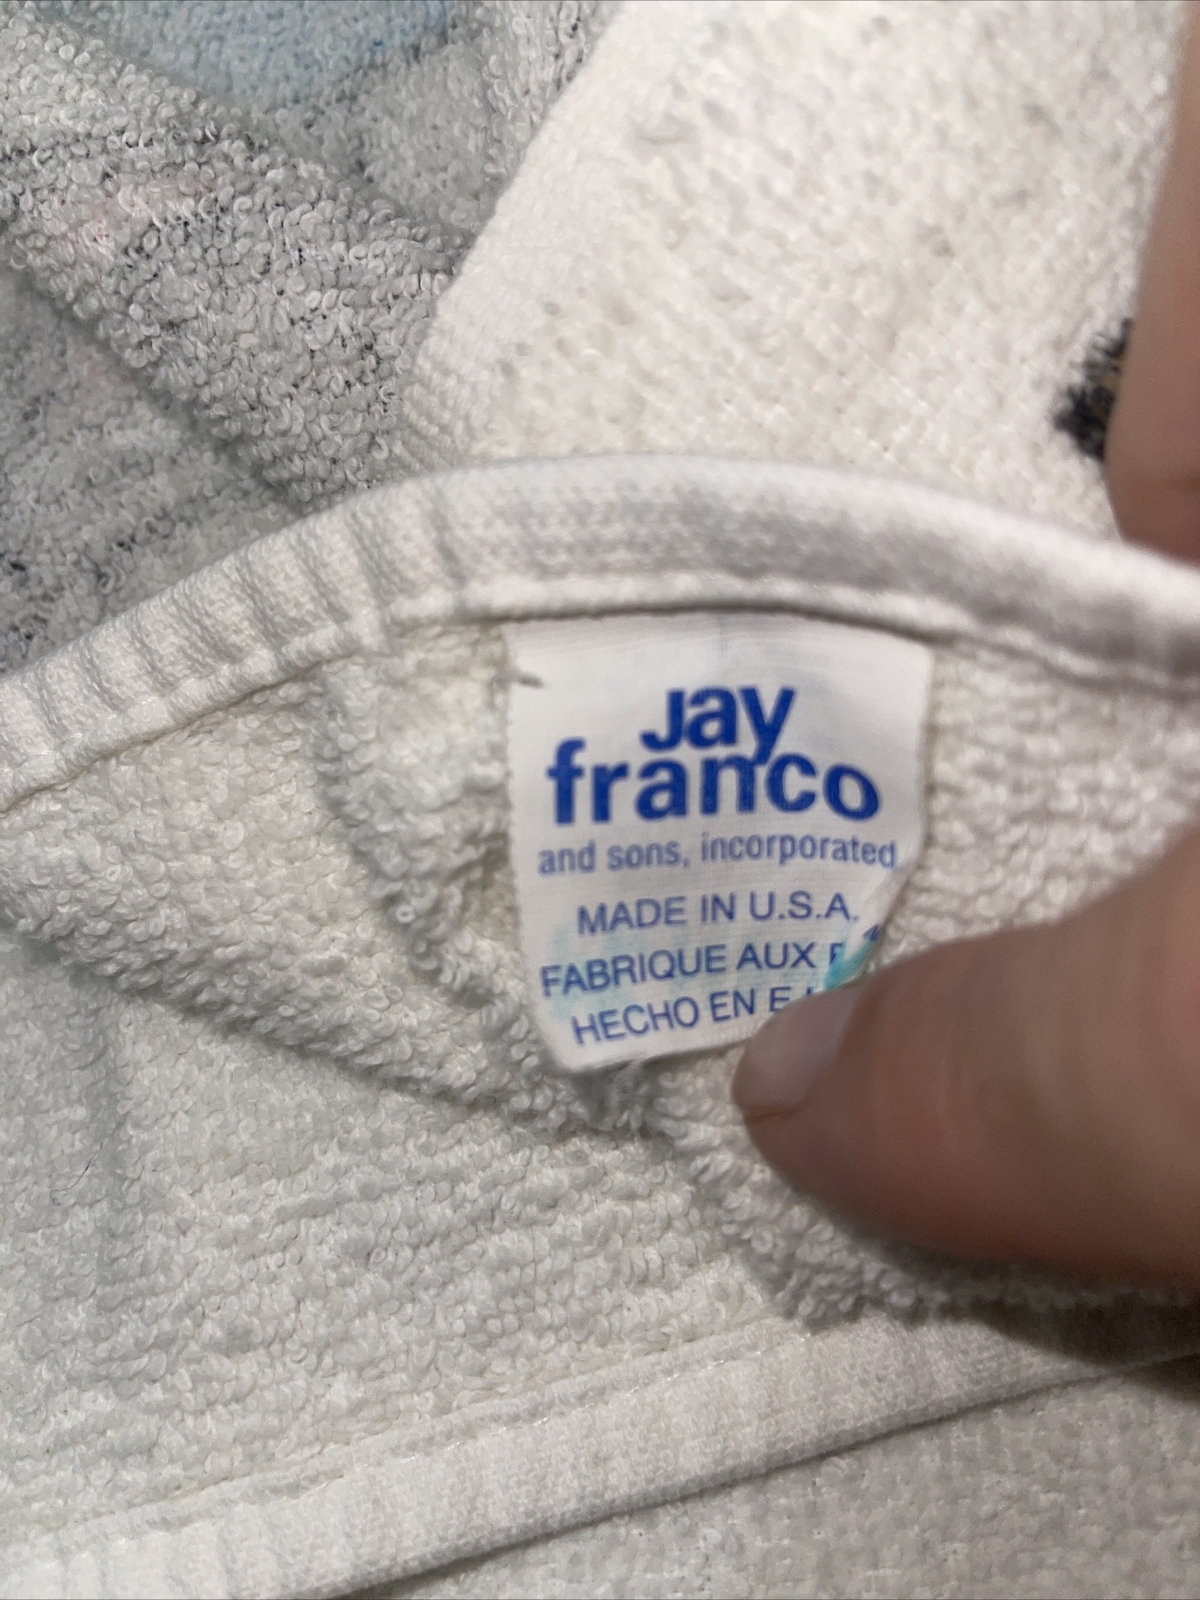 Jay
franco
and sons, incorporated
MADE IN U.S.A.
FABRIQUE AUX
HECHO EN